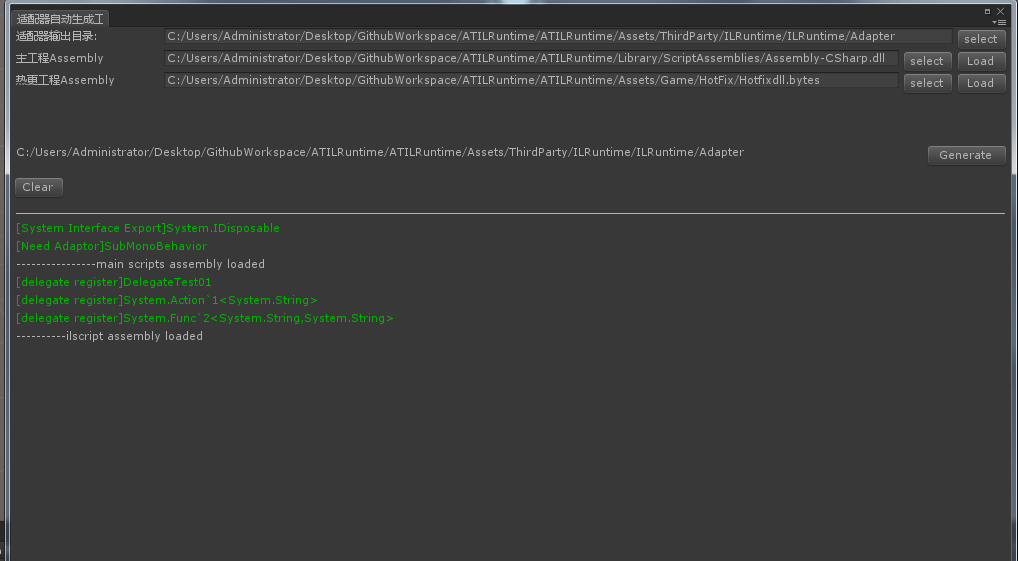 适配器自动生成工
适配器输出目录:
C:/Users/Administrator/Desktop/GithubWorkspace/ATILRuntime/ATILRuntime/Assets/ThirdParty/ILRuntime/ILRuntime/Adapter
select
主工程Assembly
C:/Users/Administrator/Desktop/GithubWorkspace/ATILRuntime/ATILRuntime/Library/ScriptAssemblies/Assembly-CSharp.dll
select
Load
热更工程Assembly
C:/Users/Administrator/Desktop/GithubWorkspace/ATILRuntime/ATILRuntime/Assets/Game/HotFix/Hotfixdll.bytes
select
Load
C:/Users/Administrator/Desktop/GithubWorkspace/ATILRuntime/ATILRuntime/Assets/ThirdParty/ILRuntime/ILRuntime/Adapter
Generate
Clear
[System Interface Export]System.IDisposable
[Need Adaptor]SubMonoBehavior
----------------main scripts assembly loaded
[delegate register]DelegateTest01
[delegate register]System.Action`1<System.String>
[delegate register]System.Func`2<System.String,System.String>
----------ilscript assembly loaded